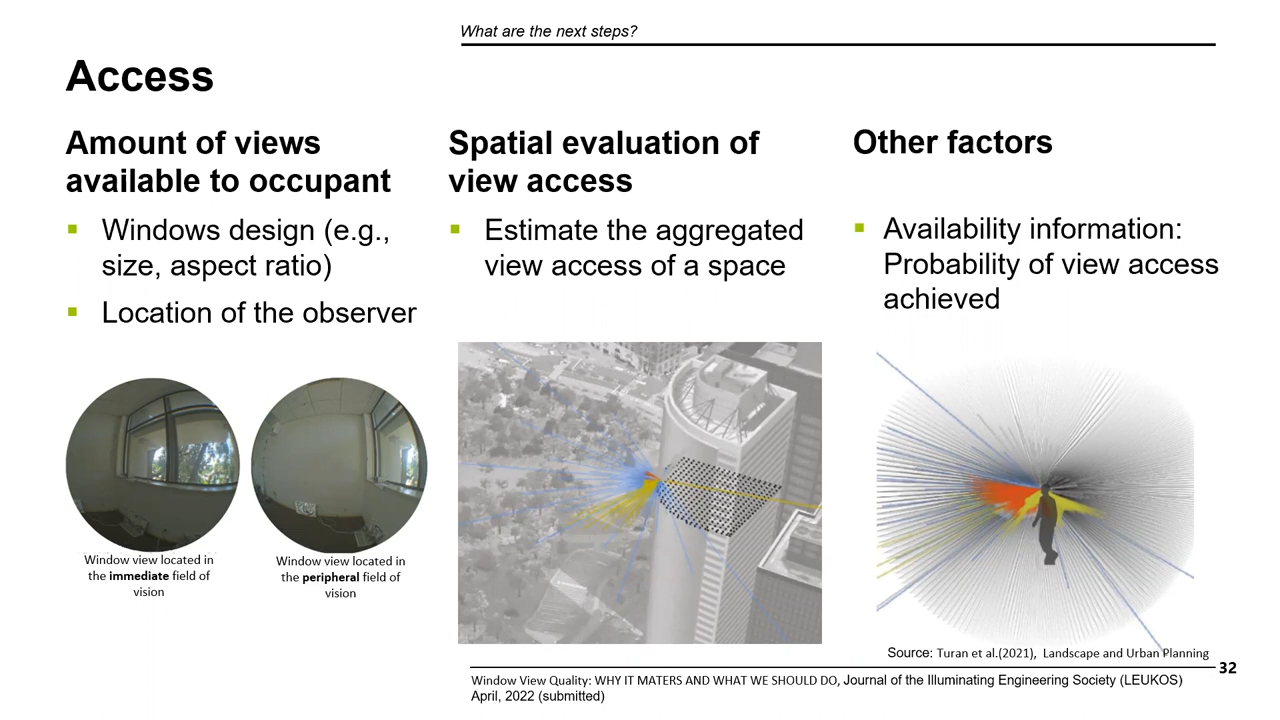 What are the next steps?
Access
Amount of views
available to occupant
▪ Windows design (e.g.,
size, aspect ratio)
▪ Location of the observer
Window view located in
the immediate field of
vision
Window view located in
the peripheral field of
vision
Spatial evaluation of
view access
▪ Estimate the aggregated
view access of a space
Other factors
▪ Availability information:
Probability of view access
achieved
Source: Turan et al.(2021), Landscape and Urban Planning
32
Window View Quality: WHY IT MATERS AND WHAT WE SHOULD DO, Journal of the Illuminating Engineering Society (LEUKOS)
April, 2022 (submitted)